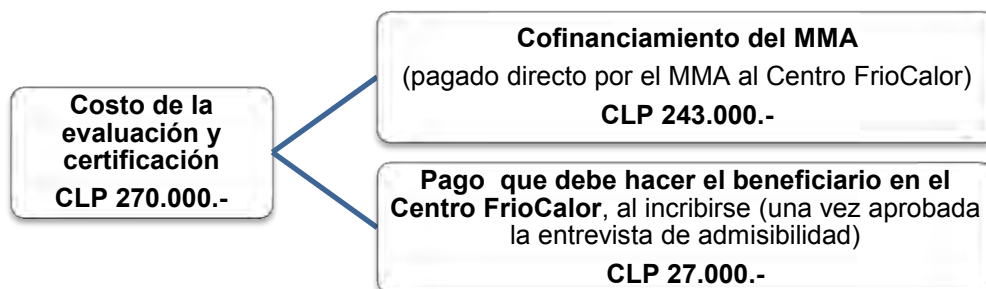 Costo de la
evaluación y
certificación
CLP 270.000.-
Cofinanciamiento del MMA
(pagado directo por el MMA al Centro FrioCalor)
CLP 243.000.-
Pago que debe hacer el beneficiario en el
Centro FrioCalor, al incribirse (una vez aprobada
la entrevista de admisibilidad)
CLP 27.000.-